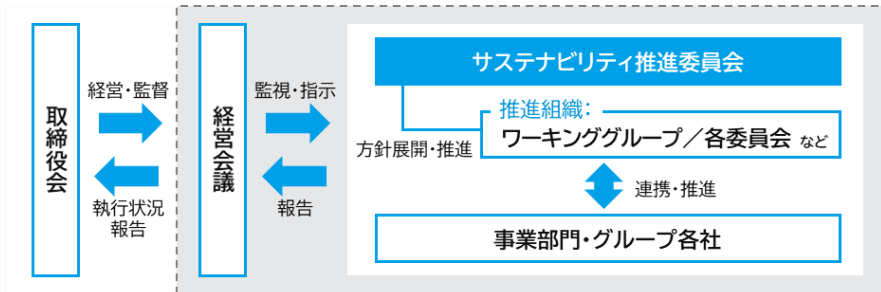 取締役会
経営・監督
執行状況
報告
経営会議
監視・指示
報告
サステナビリティ推進委員会
方針展開・推進
推進組織：
ワーキンググループ／各委員会 など
連携・推進
事業部門・グループ各社